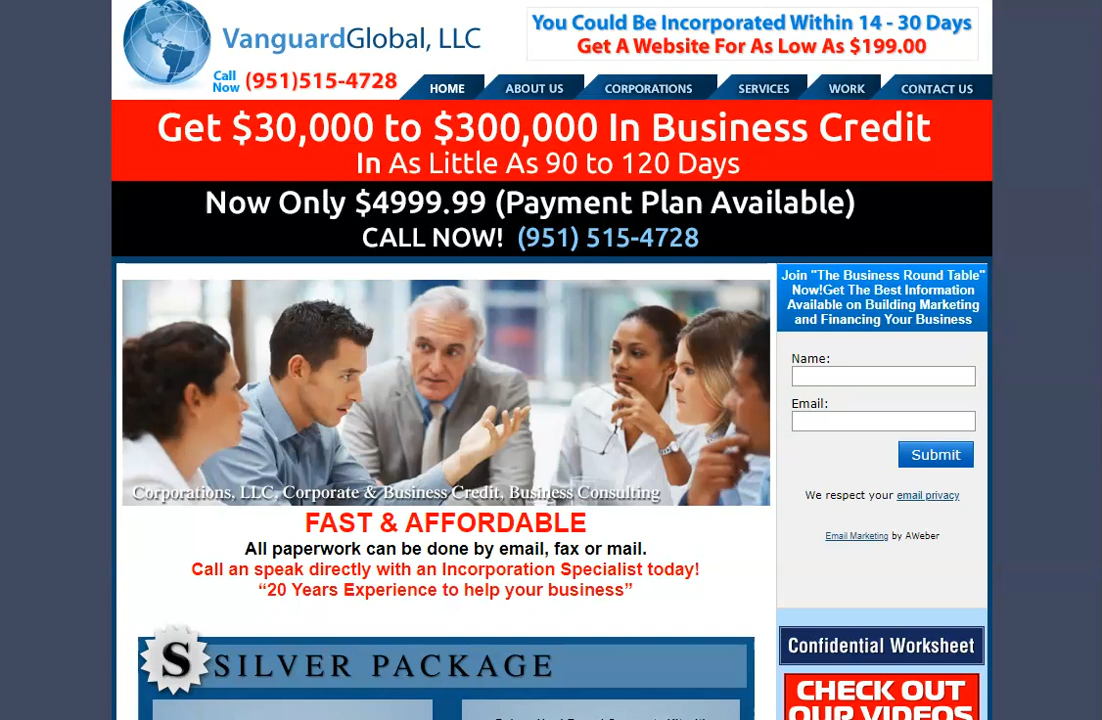 VanguardGlobal, LLC
You Could Be Incorporated Within 14 - 30 Days
Get A Website For As Low As $199.00
Call Now (951)515-4728
HOME ABOUT US CORPORATIONS SERVICES WORK CONTACT US
Get $30,000 to $300,000 In Business Credit
In As Little As 90 to 120 Days
Now Only $4999.99 (Payment Plan Available)
CALL NOW! (951) 515-4728
Corporations, LLC, Corporate & Business Credit, Business Consulting
FAST & AFFORDABLE
All paperwork can be done by email, fax or mail.
Call an speak directly with an Incorporation Specialist today!
“20 Years Experience to help your business”
S SILVER PACKAGE
Join "The Business Round Table"
Now!Get The Best Information
Available on Building Marketing
and Financing Your Business
Name:
Email:
Submit
We respect your email privacy
Email Marketing by AWeber
Confidential Worksheet
CHECK OUT
OUR VIDEOS